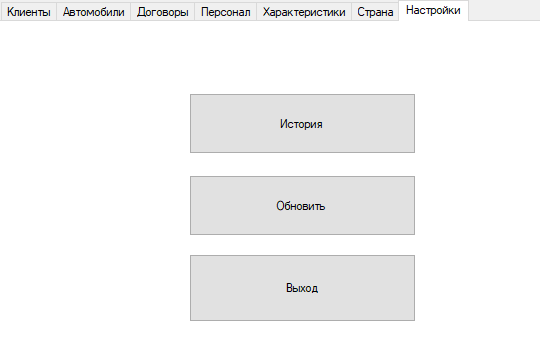 Клиенты Автомобили Договоры Персонал Характеристики Страна Настройки
История
Обновить
Выход